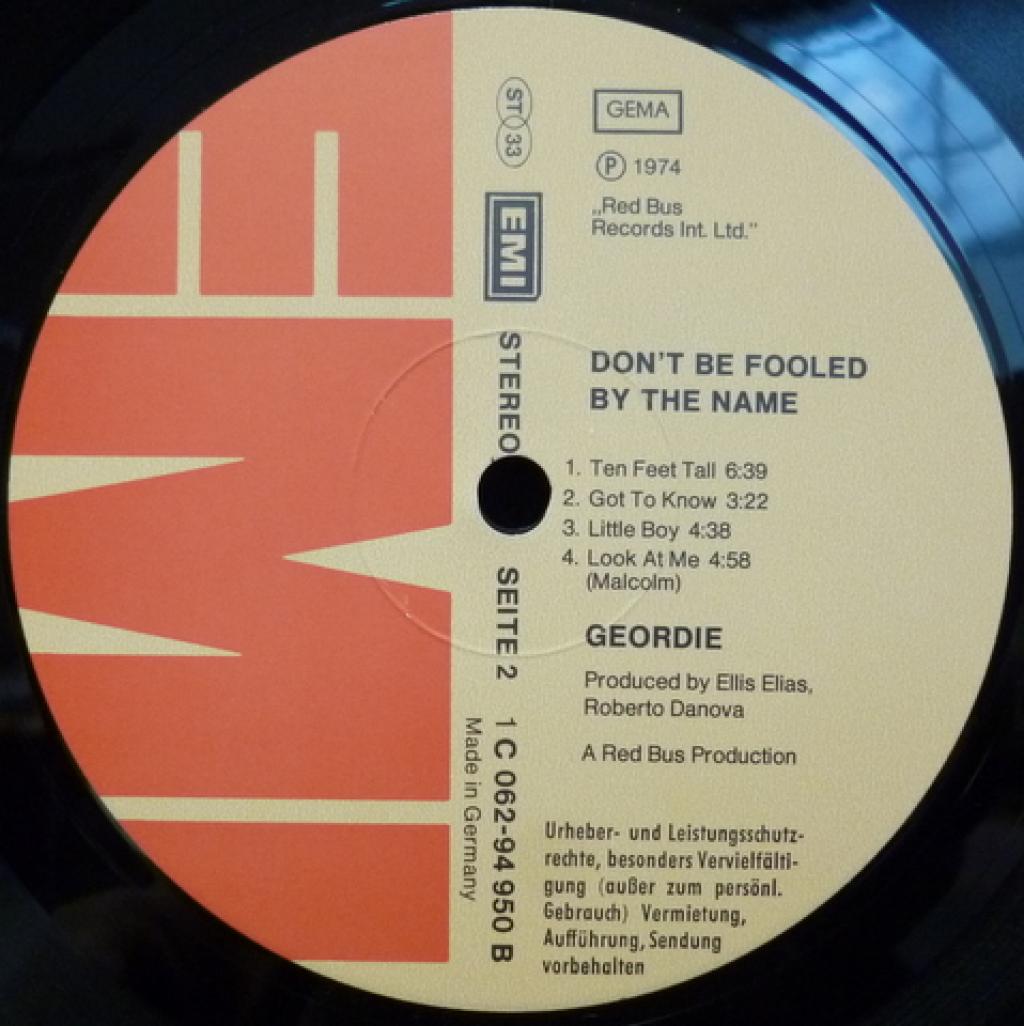 EMI
ST 33
EMI
STEREO
SEITE 2
1 C 062-94 950 B
Made in Germany
GEMA
Ⓟ 1974
„Red Bus
Records Int. Ltd."
DON'T BE FOOLED
BY THE NAME
1. Ten Feet Tall 6:39
2. Got To Know 3:22
3. Little Boy 4:38
4. Look At Me 4:58
(Malcolm)
GEORDIE
Produced by Ellis Elias,
Roberto Danova
A Red Bus Production
Urheber- und Leistungsschutz-
rechte, besonders Vervielfälti-
gung (außer zum persönl.
Gebrauch) Vermietung,
Aufführung, Sendung
vorbehalten